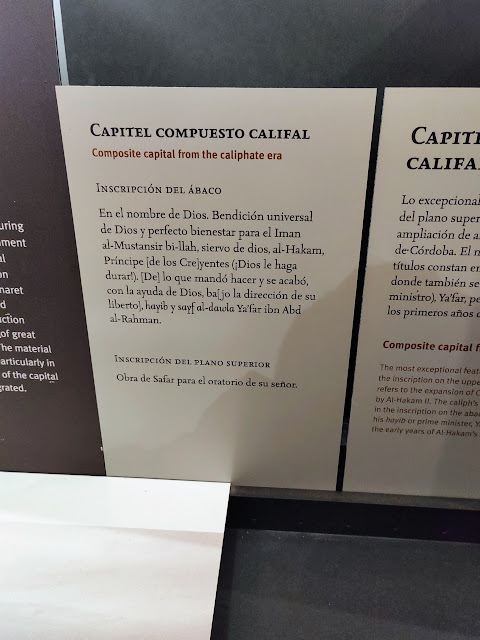 uring
nment
al
on
naret
d
uction
of great
he material
articularly in
of the capital
grated.
CAPITEL COMPUESTO CALIFAL
Composite capital from the caliphate era
INSCRIPCIÓN DEL ÁBACO
En el nombre de Dios. Bendición universal
de Dios y perfecto bienestar para el Iman
al-Mustansir bi-llah, siervo de dios, al-Hakam,
Príncipe [de los Cre]yentes (¡Dios le haga
durar!). [De] lo que mandó hacer y se acabó,
con la ayuda de Dios, ba[jo la dirección de su
liberto], hayib y sayf al-dawla Ya'far ibn Abd
al-Rahman.
INSCRIPCIÓN DEL PLANO SUPERIOR
Obra de Safar para el oratorio de su señor.
CAPITE
CALIFA
Lo excepcional
del plano super
ampliación de a
de Córdoba. El m
títulos constan en
donde también se
ministro), Ya'far, pe
los primeros años d
Composite capital f
The most exceptional feat
the inscription on the uppe
refers to the expansion of C
by Al-Hakam II. The caliph's
in the inscription on the aba
his hayib or prime minister, Y
the early years of Al-Hakam's